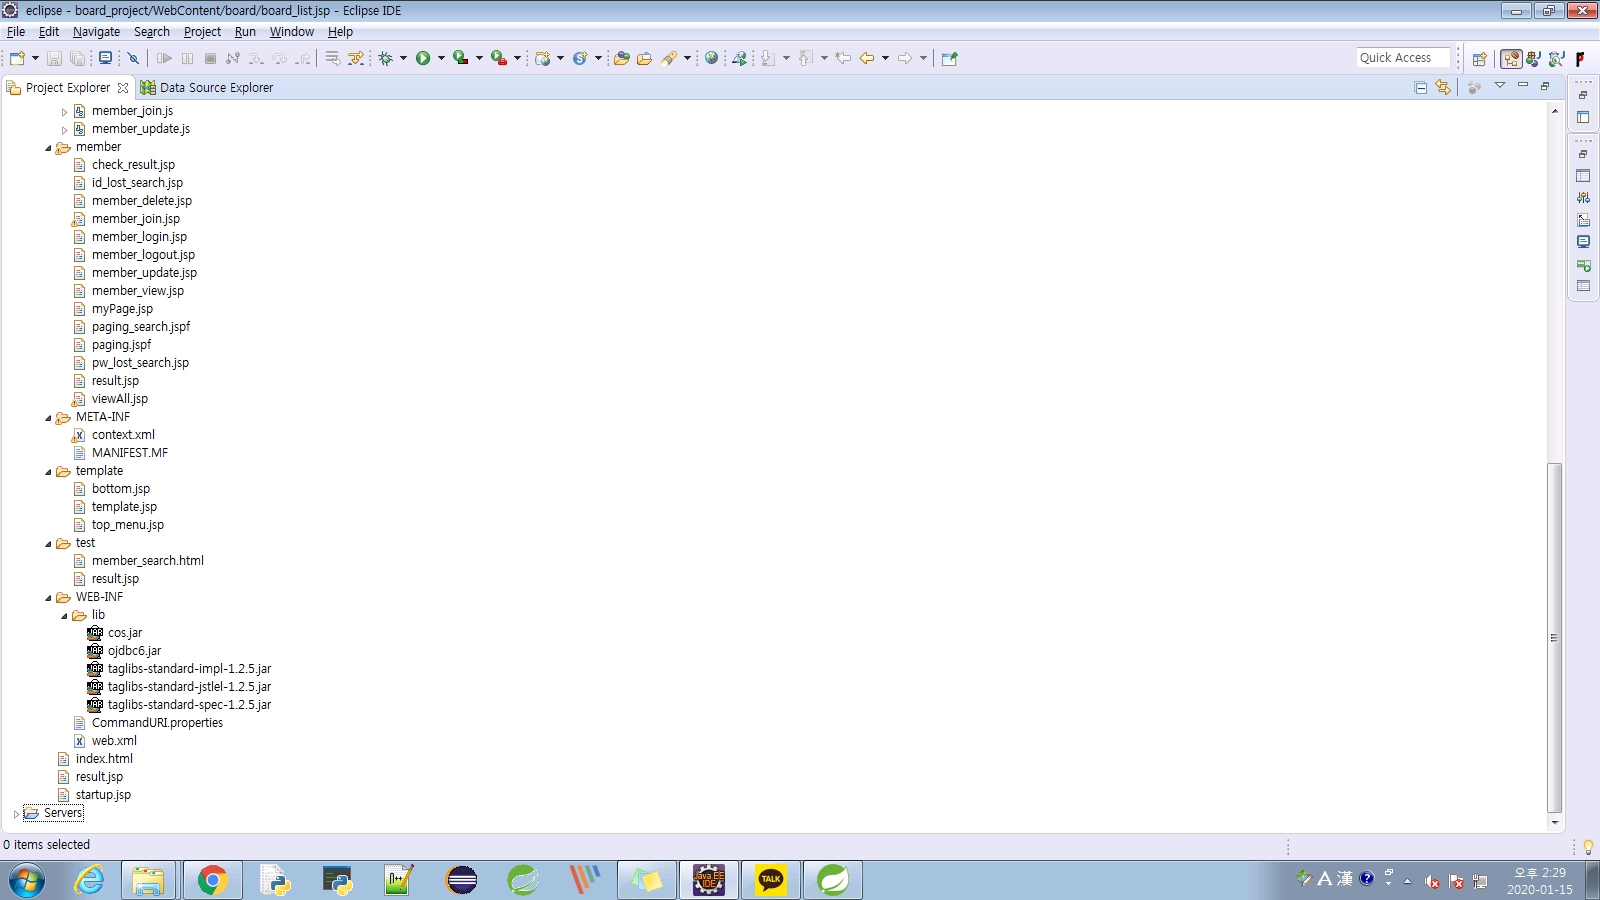 eclipse - board_project/WebContent/board/board_list.jsp - Eclipse IDE
File Edit Navigate Search Project Run Window Help
Quick Access
Project Explorer Data Source Explorer
member_join.js
member_update.js
member
check_result.jsp
id_lost_search.jsp
member_delete.jsp
member_join.jsp
member_login.jsp
member_logout.jsp
member_update.jsp
member_view.jsp
myPage.jsp
paging_search.jspf
paging.jspf
pw_lost_search.jsp
result.jsp
viewAll.jsp
META-INF
context.xml
MANIFEST.MF
template
bottom.jsp
template.jsp
top_menu.jsp
test
member_search.html
result.jsp
WEB-INF
lib
cos.jar
ojdbc6.jar
taglibs-standard-impl-1.2.5.jar
taglibs-standard-jstlel-1.2.5.jar
taglibs-standard-spec-1.2.5.jar
CommandURI.properties
web.xml
index.html
result.jsp
startup.jsp
Servers
0 items selected
Java EE
IDE
TALK
A 漢
오후 2:29
2020-01-15